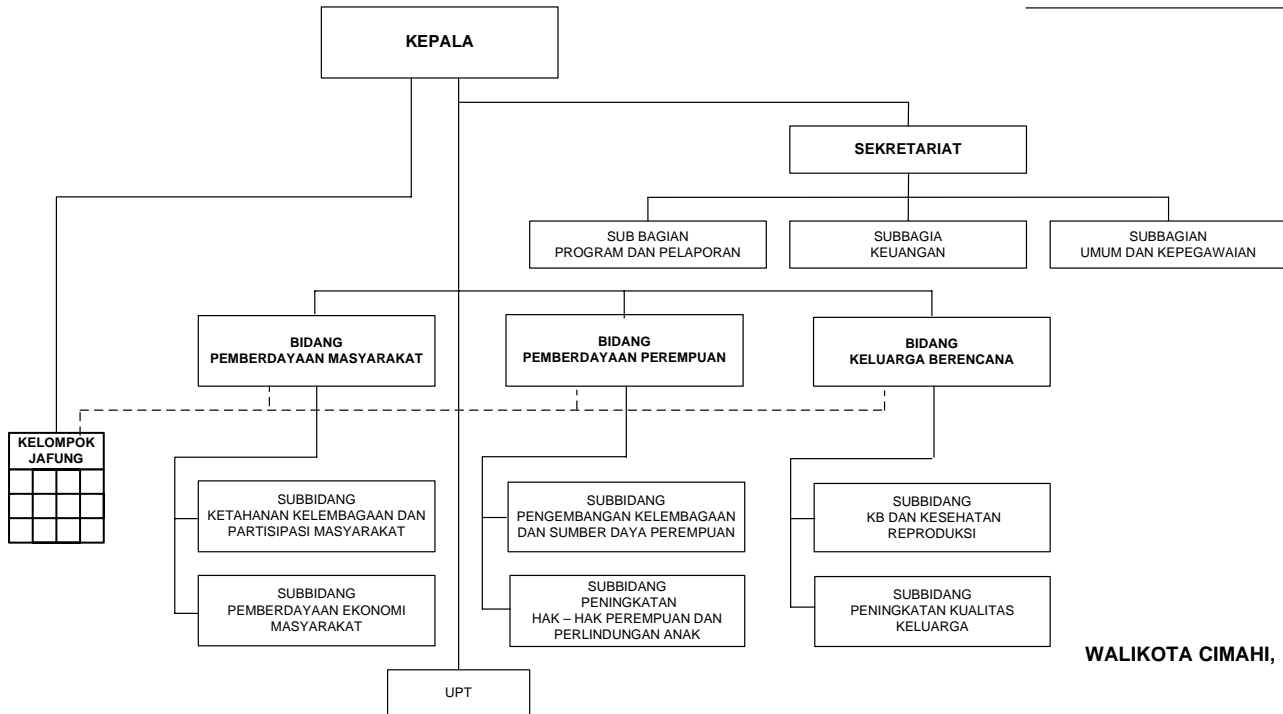 KEPALA
SEKRETARIAT
SUB BAGIAN
PROGRAM DAN PELAPORAN
SUBBAGIA
KEUANGAN
SUBBAGIAN
UMUM DAN KEPEGAWAIAN
BIDANG
PEMBERDAYAAN MASYARAKAT
BIDANG
PEMBERDAYAAN PEREMPUAN
BIDANG
KELUARGA BERENCANA
KELOMPOK
JAFUNG
SUBBIDANG
KETAHANAN KELEMBAGAAN DAN
PARTISIPASI MASYARAKAT
SUBBIDANG
PENGEMBANGAN KELEMBAGAAN
DAN SUMBER DAYA PEREMPUAN
SUBBIDANG
KB DAN KESEHATAN
REPRODUKSI
SUBBIDANG
PEMBERDAYAAN EKONOMI
MASYARAKAT
SUBBIDANG
PENINGKATAN
HAK – HAK PEREMPUAN DAN
PERLINDUNGAN ANAK
SUBBIDANG
PENINGKATAN KUALITAS
KELUARGA
WALIKOTA CIMAHI,
UPT